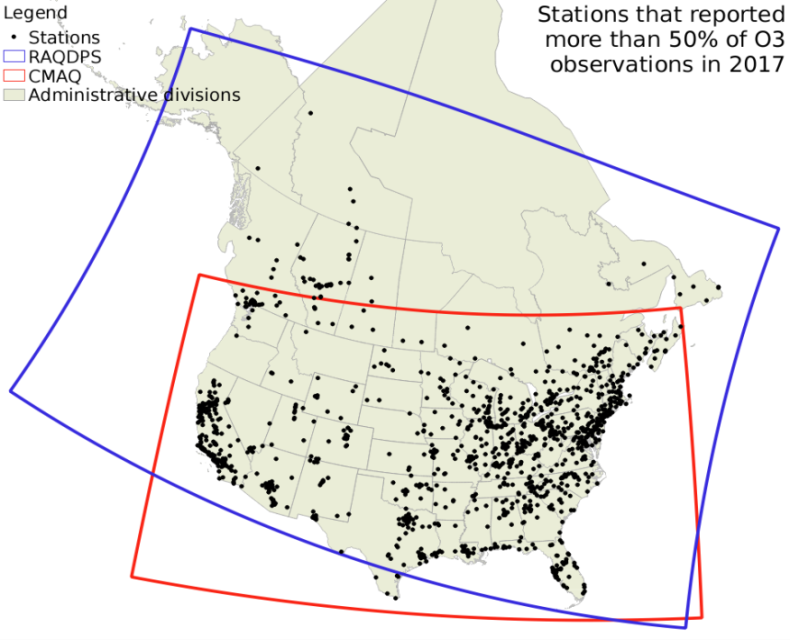 Legend
Stations
RAQDPS
CMAQ
Administrative divisions
Stations that reported
more than 50% of O3
observations in 2017